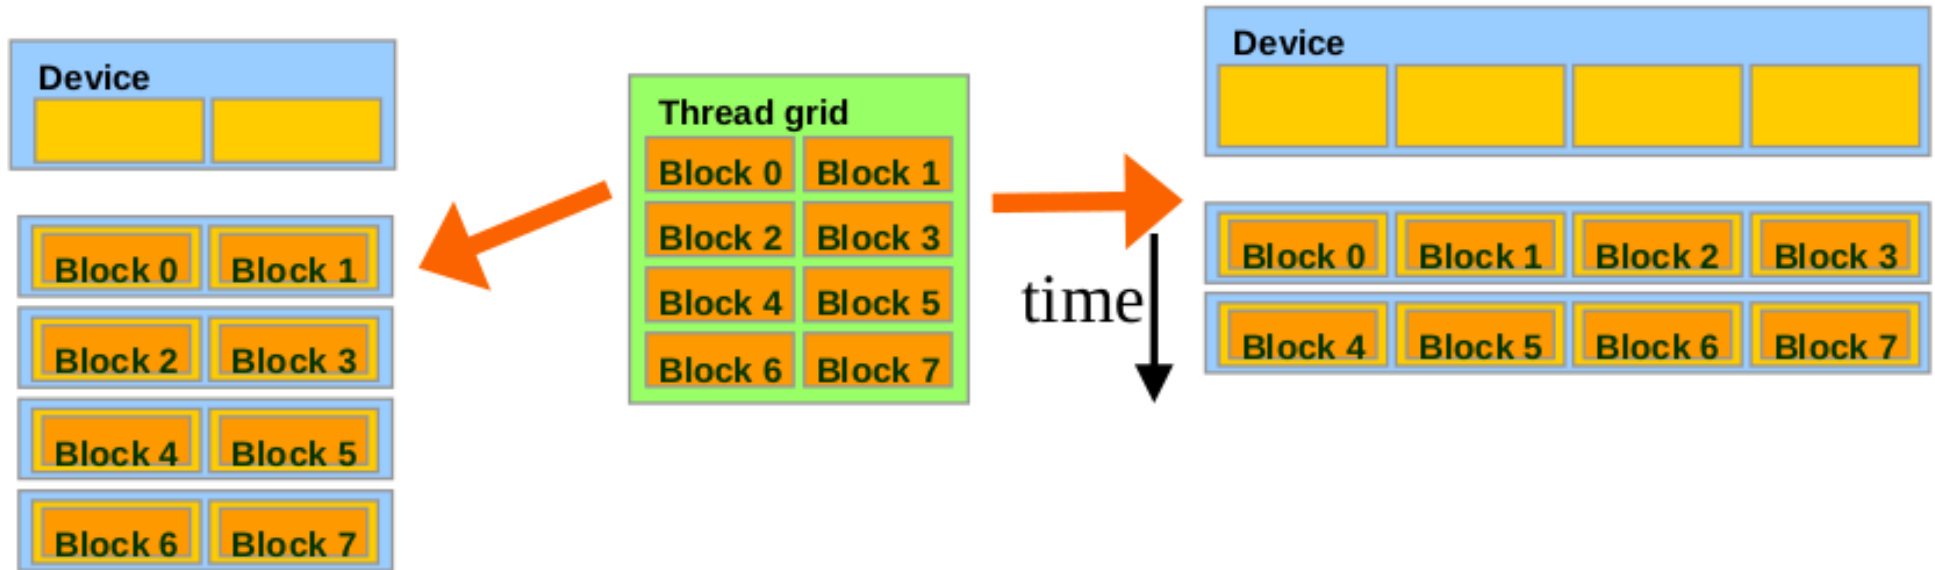 Device
Block 0 Block 1
Block 2 Block 3
Block 4 Block 5
Block 6 Block 7
Thread grid
Block 0 Block 1
Block 2 Block 3
Block 4 Block 5
Block 6 Block 7
time
Device
Block 0 Block 1 Block 2 Block 3
Block 4 Block 5 Block 6 Block 7